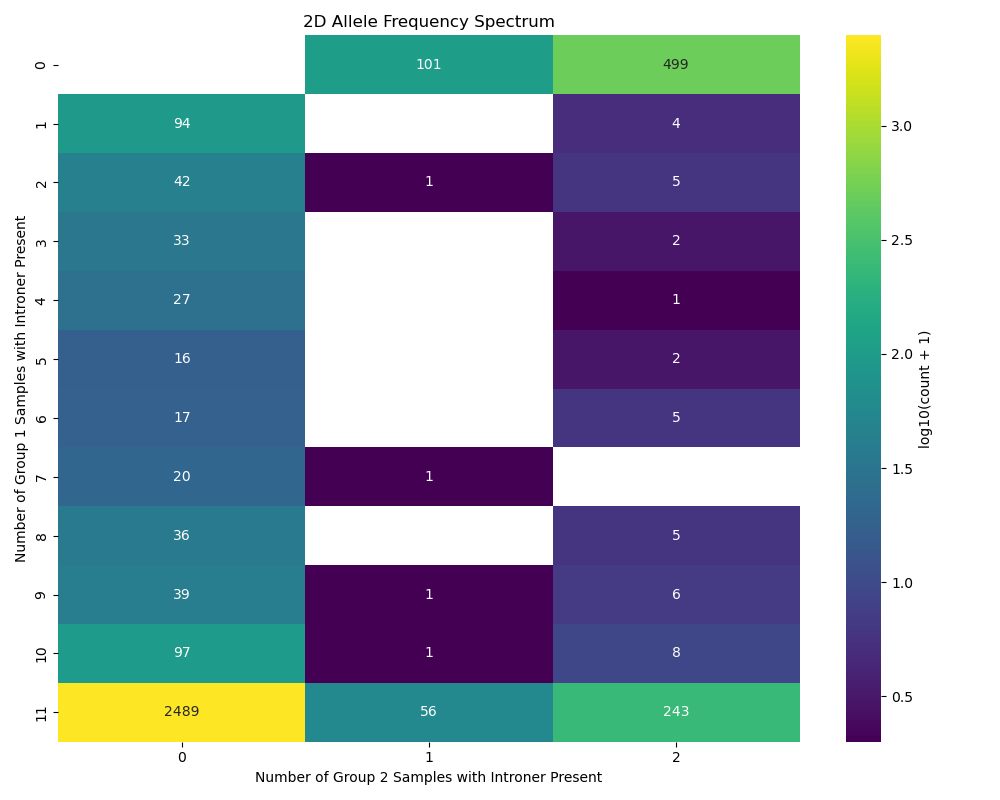 2D Allele Frequency Spectrum
0 101 499
1 94 4
2 42 1 5
3 33 2
4 27 1
5 16 2
6 17 5
7 20 1
8 36 5
9 39 1 6
10 97 1 8
11 2489 56 243
0 1 2
Number of Group 2 Samples with Introner Present
Number of Group 1 Samples with Introner Present
3.0
2.5
2.0
1.5
1.0
0.5
log10(count + 1)